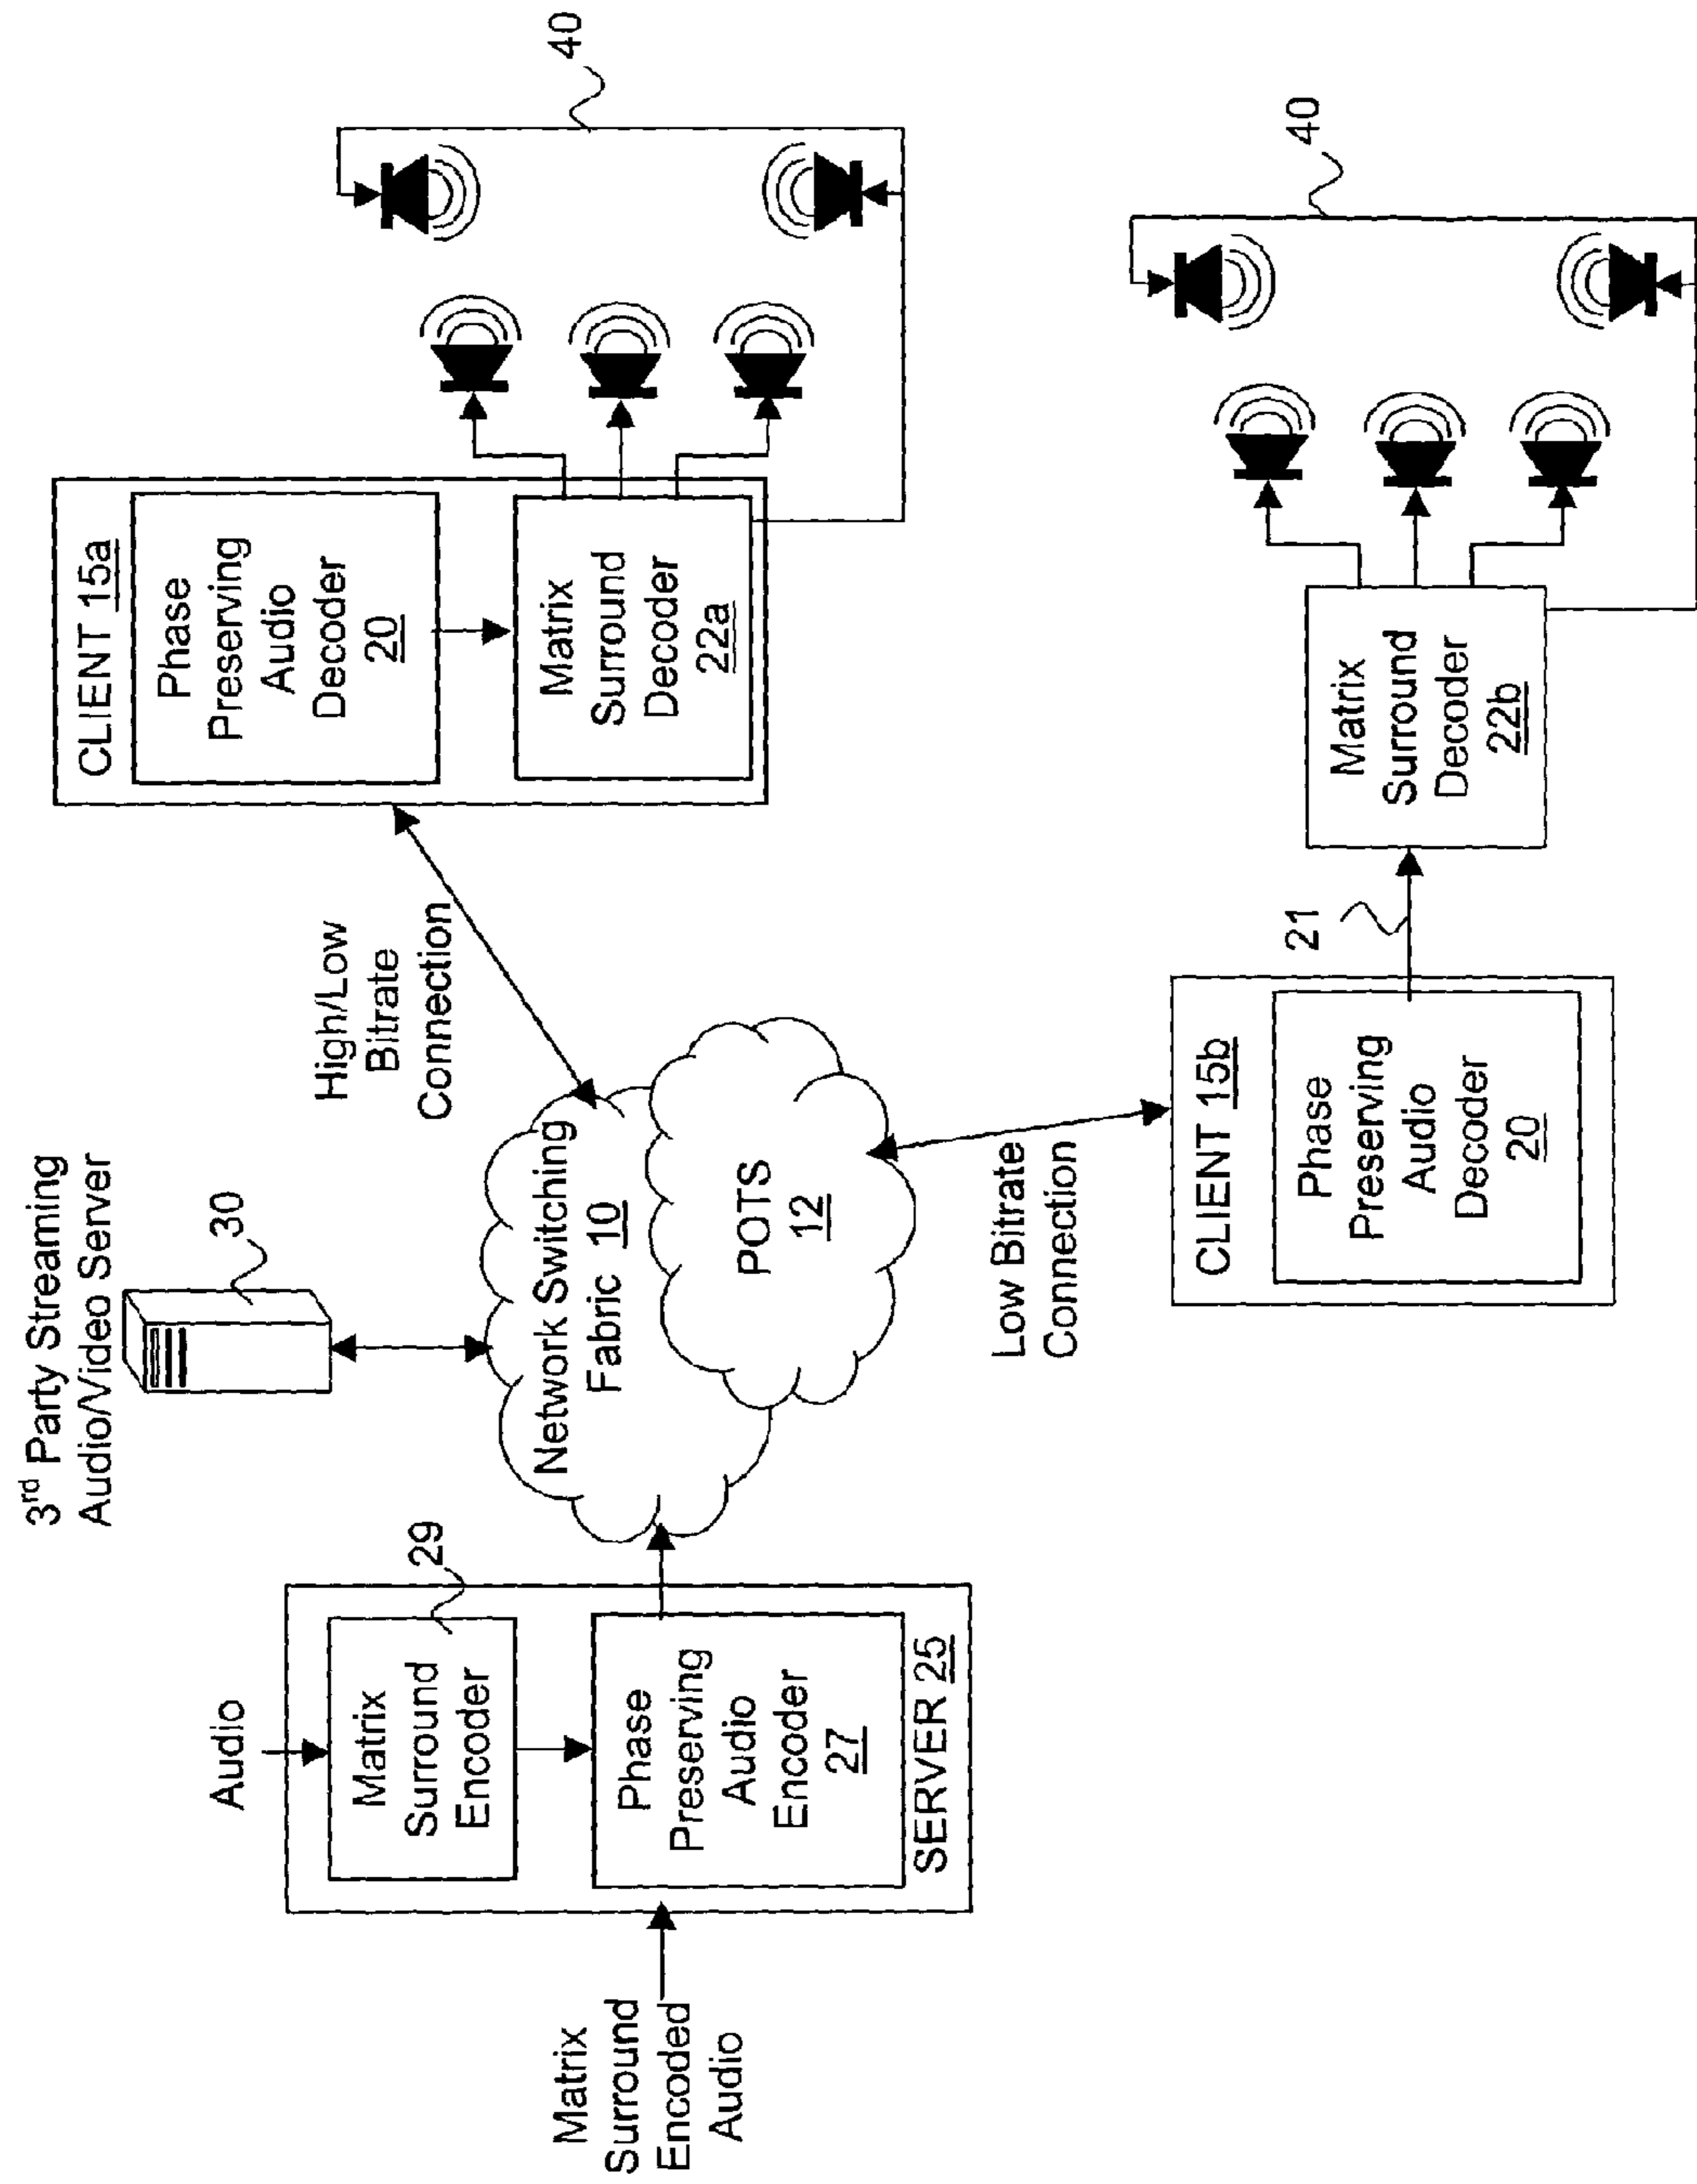 3rd Party Streaming
Audio/Video Server
30
Audio
Matrix
Surround
Encoder
29
Phase
Preserving
Audio
Encoder
27
SERVER 25
Matrix
Surround
Encoded
Audio
Network Switching
Fabric 10
POTS
12
High/Low
Bitrate
Connection
Low Bitrate
Connection
CLIENT 15a
Phase
Preserving
Audio
Decoder
20
Matrix
Surround
Decoder
22a
40
CLIENT 15b
Phase
Preserving
Audio
Decoder
20
21
Matrix
Surround
Decoder
22b
40